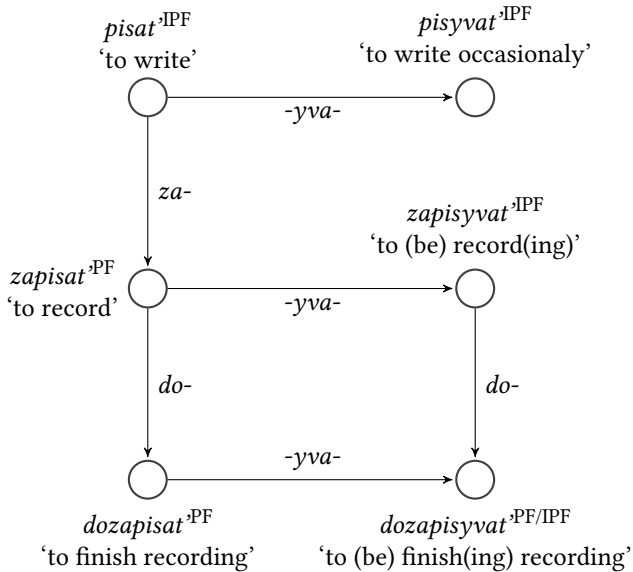 pisat’IPF
‘to write’
pisyvat’IPF
‘to write occasionaly’
-yva-
za-
zapisat’PF
‘to record’
zapisyvat’IPF
‘to (be) record(ing)’
-yva-
do-
do-
-yva-
dozapisat’PF
‘to finish recording’
dozapisyvat’PF/IPF
‘to (be) finish(ing) recording’